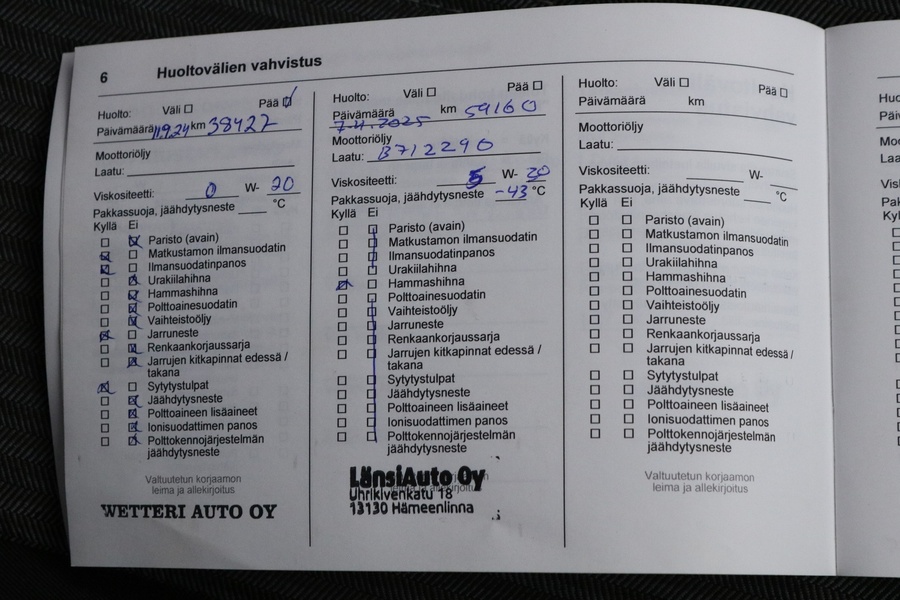 6 Huoltovälien vahvistus
Huolto: Väli Pää
Päivämäärä 11.9.24 km 38427
Moottoriöljy
Laatu:
Viskositeetti: 0 W- 20
Pakkassuoja, jäähdytysneste °C
Kyllä Ei
Paristo (avain)
Matkustamon ilmansuodatin
Ilmansuodatinpanos
Urakiilahihna
Hammashihna
Polttoainesuodatin
Vaihteistoöljy
Jarruneste
Renkaankorjaussarja
Jarrujen kitkapinnat edessä /
takana
Sytytystulpat
Jäähdytysneste
Polttoaineen lisäaineet
Ionisuodattimen panos
Polttokennojärjestelmän
jäähdytysneste
Valtuutetun korjaamon
leima ja allekirjoitus
WETTERI AUTO OY
Huolto: Väli Pää
Päivämäärä km 59160
7.4.2025
Moottoriöljy
Laatu: B712290
Viskositeetti: 5 W- 20
Pakkassuoja, jäähdytysneste -43 °C
Kyllä Ei
Paristo (avain)
Matkustamon ilmansuodatin
Ilmansuodatinpanos
Urakiilahihna
Hammashihna
Polttoainesuodatin
Vaihteistoöljy
Jarruneste
Renkaankorjaussarja
Jarrujen kitkapinnat edessä /
takana
Sytytystulpat
Jäähdytysneste
Polttoaineen lisäaineet
Ionisuodattimen panos
Polttokennojärjestelmän
jäähdytysneste
LänsiAuto Oy
Uhrikivenkatu 18
13130 Hämeenlinna
Huolto: Väli Pää
Päivämäärä km
Moottoriöljy
Laatu:
Viskositeetti: W-
Pakkassuoja, jäähdytysneste °C
Kyllä Ei
Paristo (avain)
Matkustamon ilmansuodatin
Ilmansuodatinpanos
Urakiilahihna
Hammashihna
Polttoainesuodatin
Vaihteistoöljy
Jarruneste
Renkaankorjaussarja
Jarrujen kitkapinnat edessä /
takana
Sytytystulpat
Jäähdytysneste
Polttoaineen lisäaineet
Ionisuodattimen panos
Polttokennojärjestelmän
jäähdytysneste
Valtuutetun korjaamon
leima ja allekirjoitus